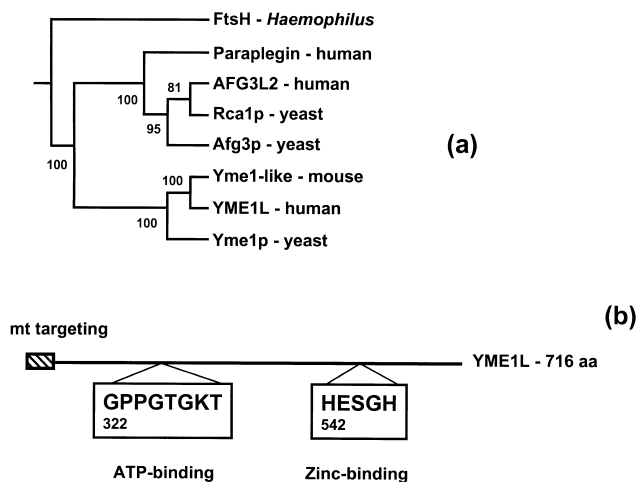 FtsH - Haemophilus
Paraplegin - human
81
AFG3L2 - human
100
Rca1p - yeast
95
Afg3p - yeast
(a)
100
100
Yme1-like - mouse
YME1L - human
100
Yme1p - yeast
(b)
mt targeting
YME1L - 716 aa
GPPGTGKT
322
HESGH
542
ATP-binding
Zinc-binding